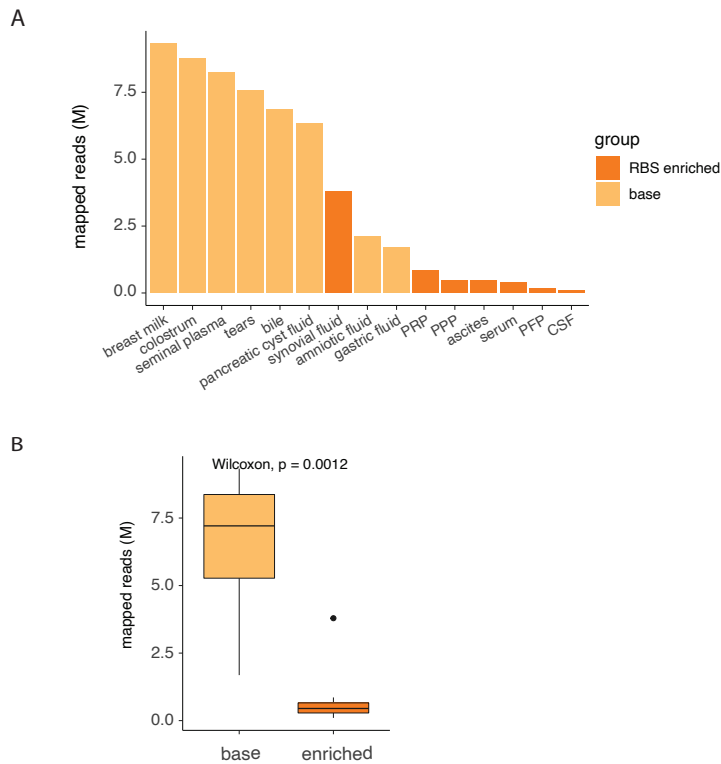 A
mapped reads (M)
7.5
5.0
2.5
0.0
breast milk
colostrum
seminal plasma
tears
bile
pancreatic cyst fluid
synovial fluid
amniotic fluid
gastric fluid
PRP
PPP
ascites
serum
PFP
CSF
group
RBS enriched
base
B
Wilcoxon, p = 0.0012
mapped reads (M)
7.5
5.0
2.5
0.0
base
enriched